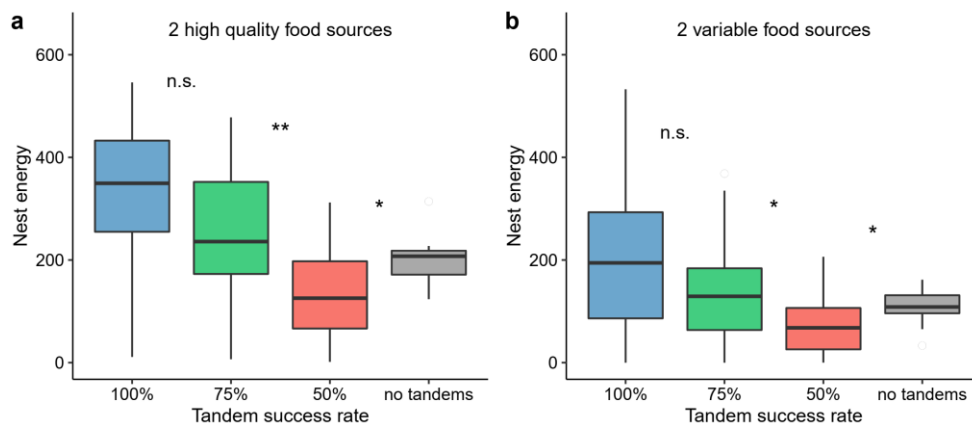 a
2 high quality food sources
600
400
200
0
Nest energy
n.s.
**
*
100%
75%
50%
no tandems
Tandem success rate
b
2 variable food sources
600
400
200
0
Nest energy
n.s.
*
*
100%
75%
50%
no tandems
Tandem success rate